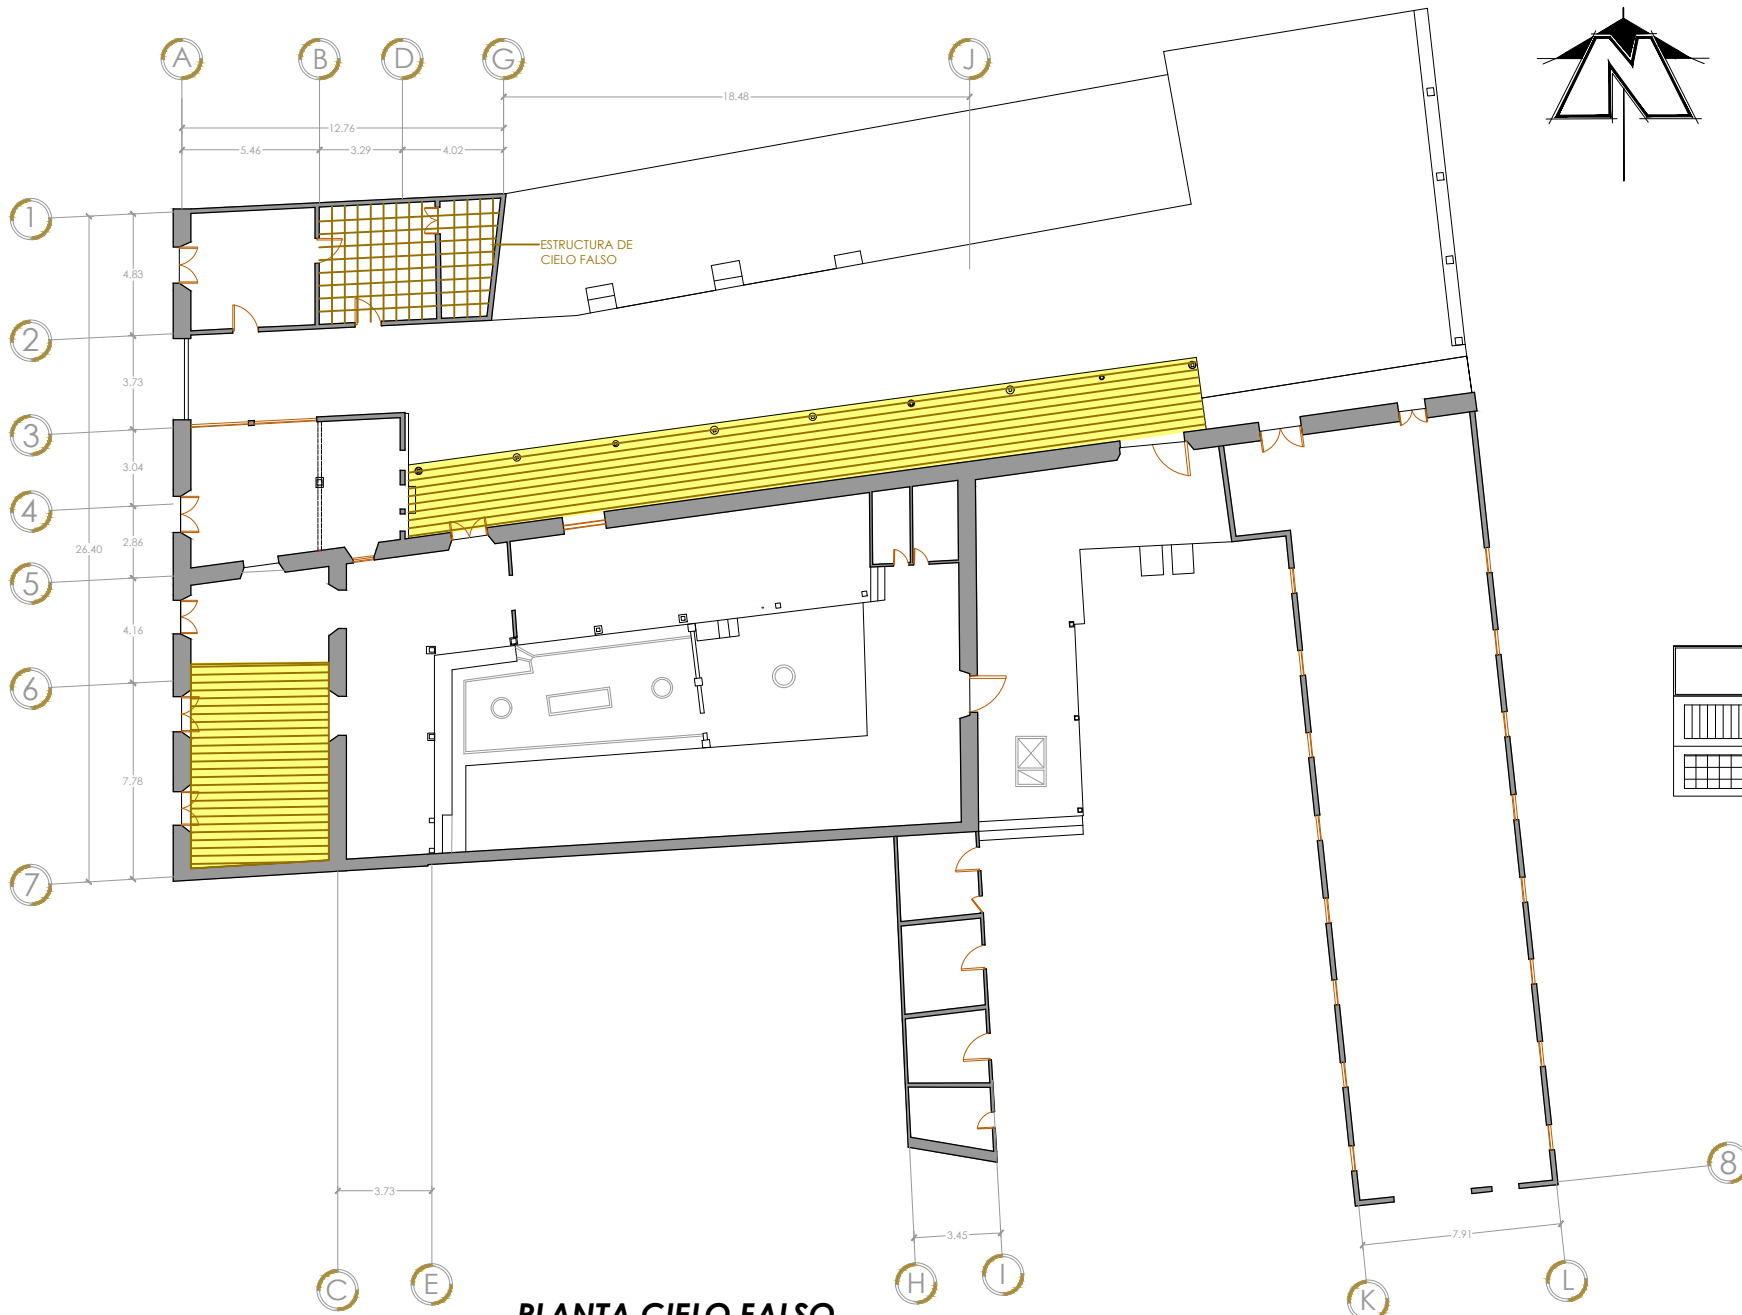 A B D G J
18.48
12.76
5.46 3.29 4.02
N
1
ESTRUCTURA DE
CIELO FALSO
4.83
2
3.73
3
3.04
4
26.40
2.86
5
4.16
6
7.78
7
8
3.73
3.45
7.91
C E H I K L
PLANTA CIELO FALSO